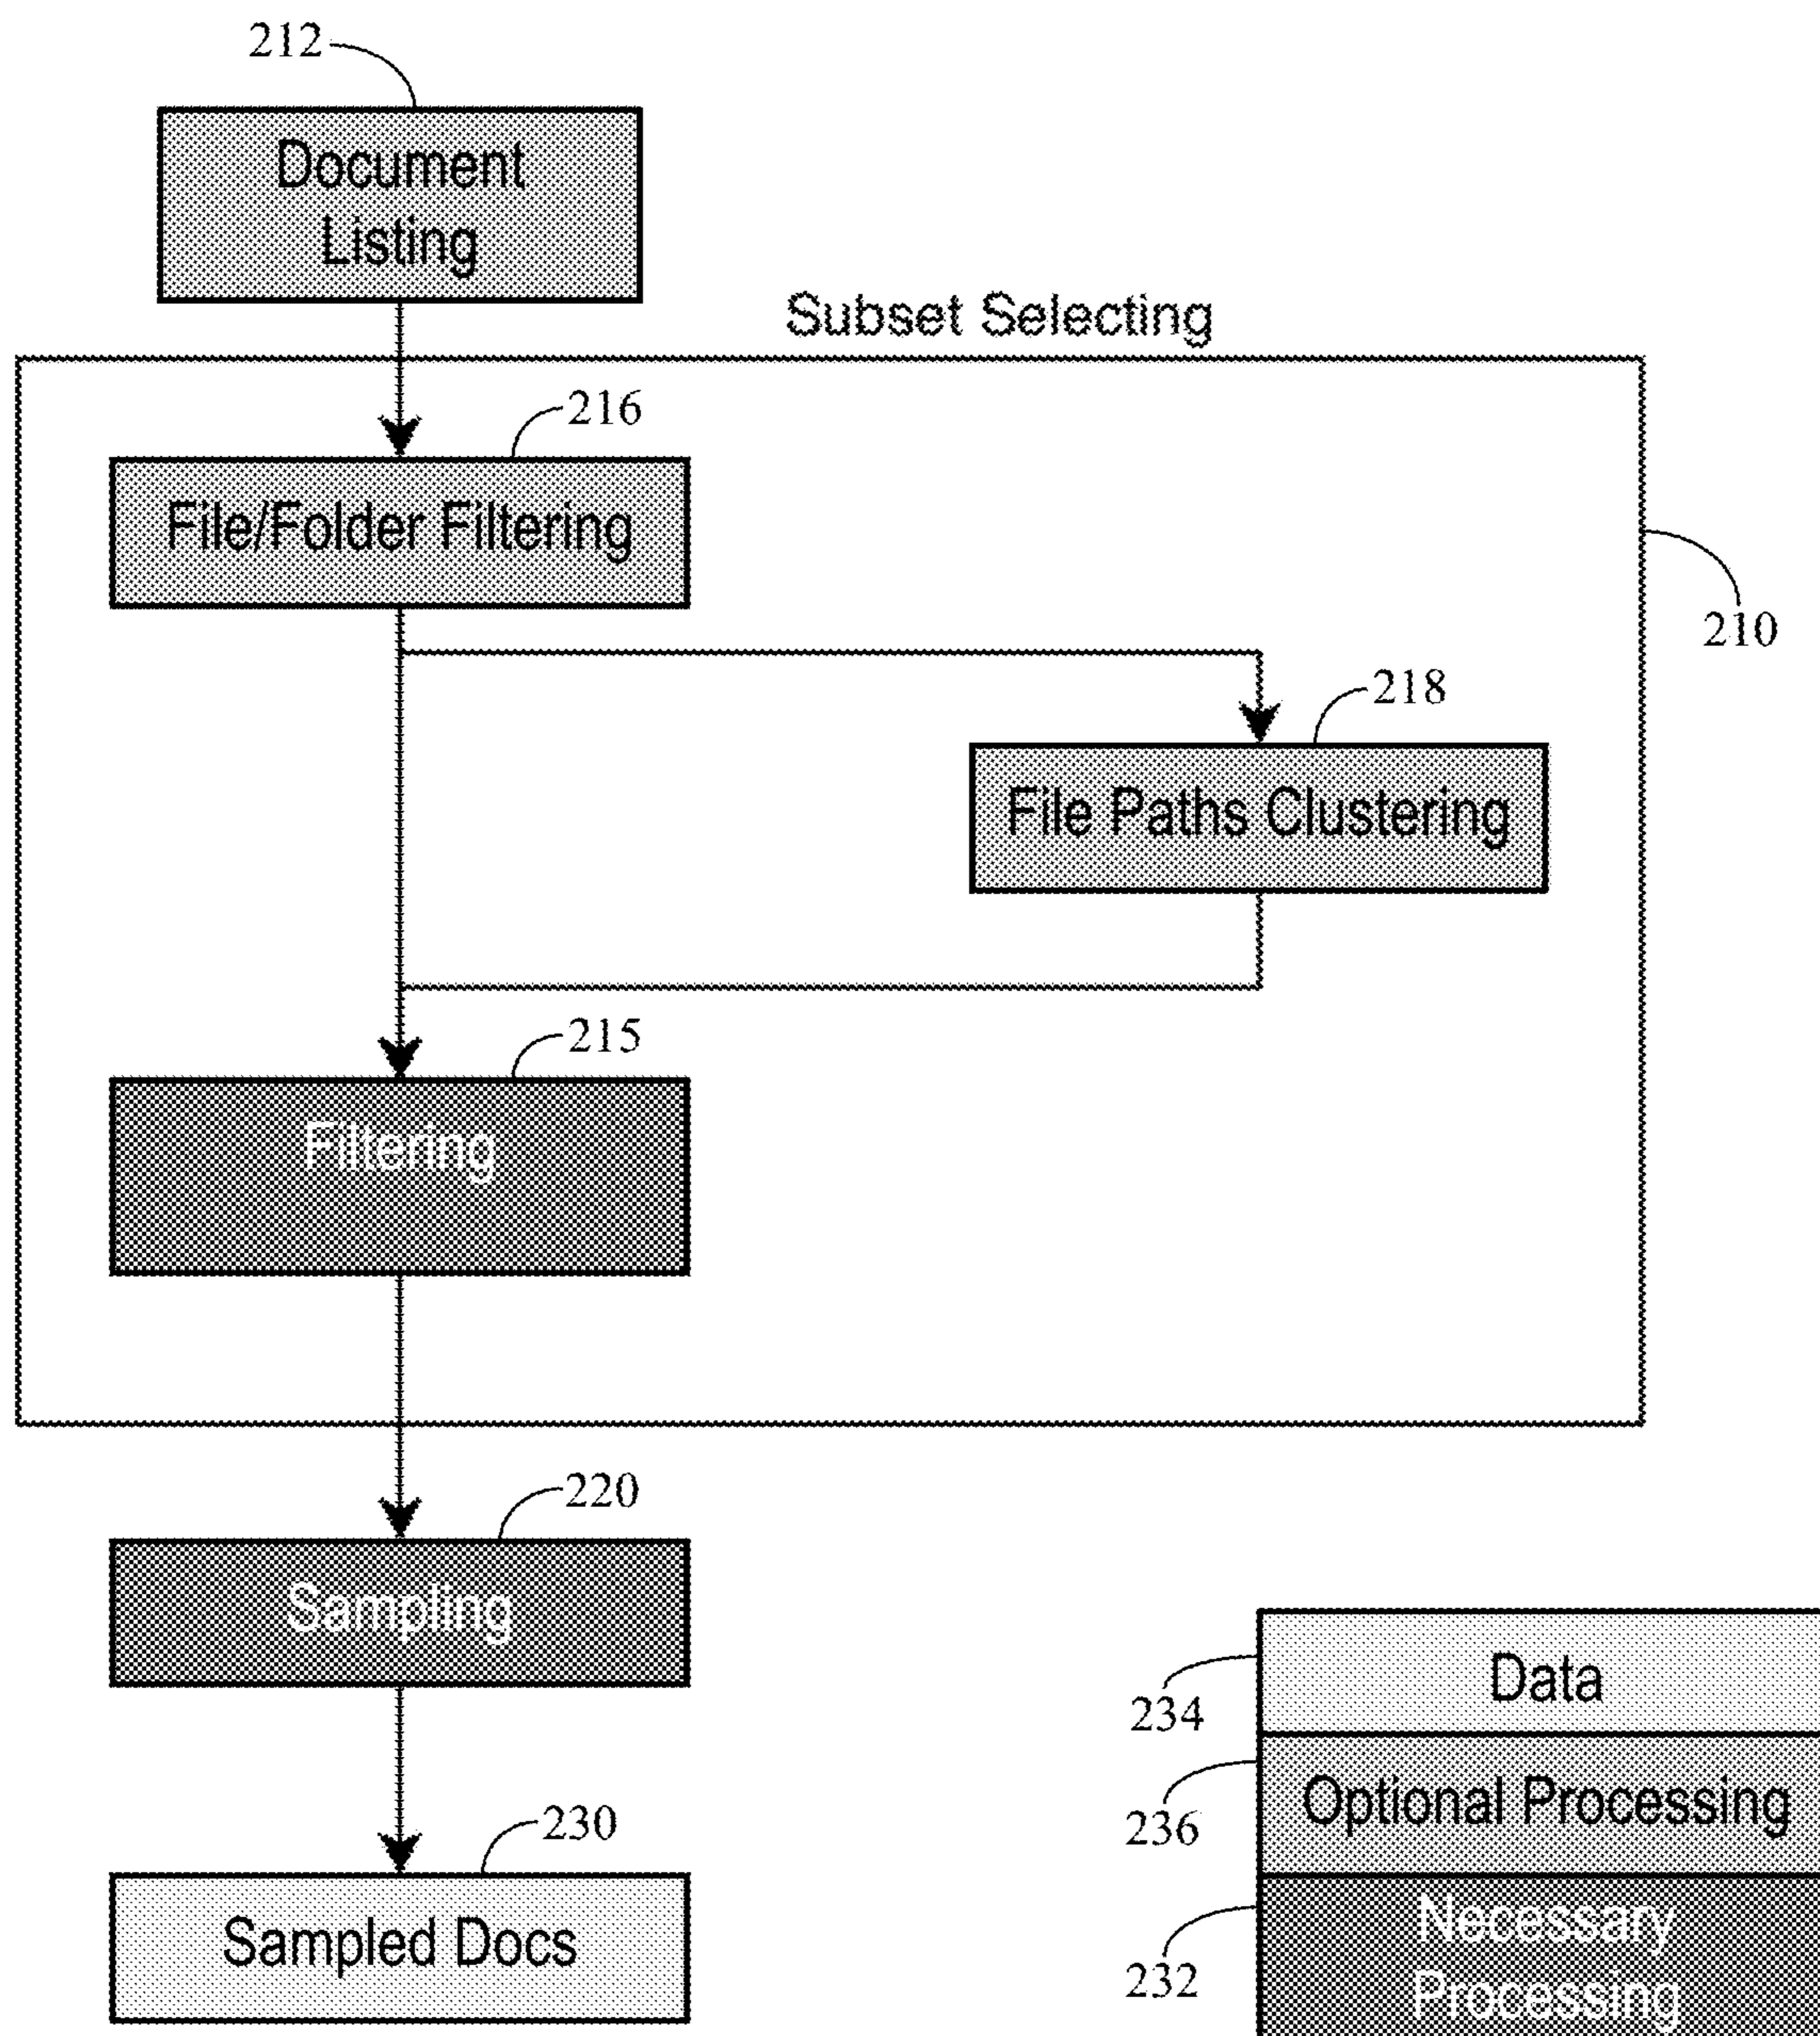 212
Document
Listing
Subset Selecting
216
File/Folder Filtering
210
218
File Paths Clustering
215
Filtering
220
Sampling
230
Sampled Docs
234
Data
236
Optional Processing
232
Necessary
Processing